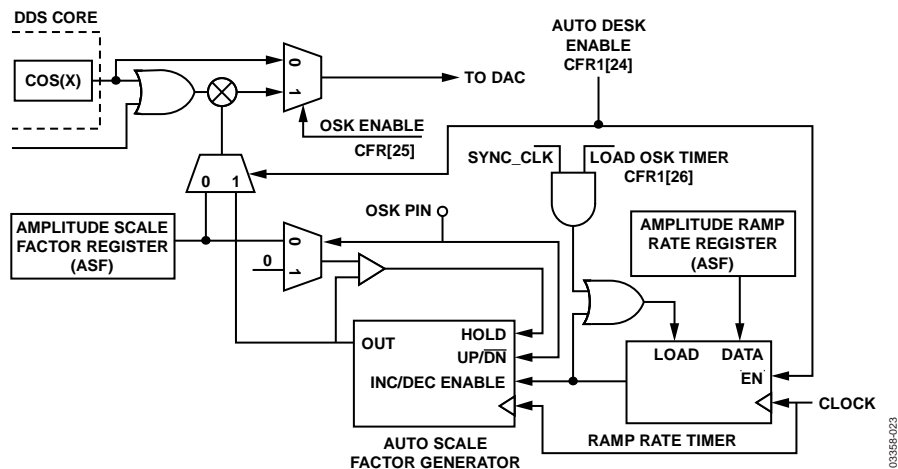 DDS CORE
COS(X)
0
1
TO DAC
OSK ENABLE
CFR[25]
AUTO DESK
ENABLE
CFR1[24]
SYNC_CLK
LOAD OSK TIMER
CFR1[26]
0 1
AMPLITUDE SCALE
FACTOR REGISTER
(ASF)
OSK PIN
0
1
0
AMPLITUDE RAMP
RATE REGISTER
(ASF)
OUT
HOLD
UP/DN
INC/DEC ENABLE
LOAD DATA
EN
CLOCK
RAMP RATE TIMER
AUTO SCALE
FACTOR GENERATOR
03358-023